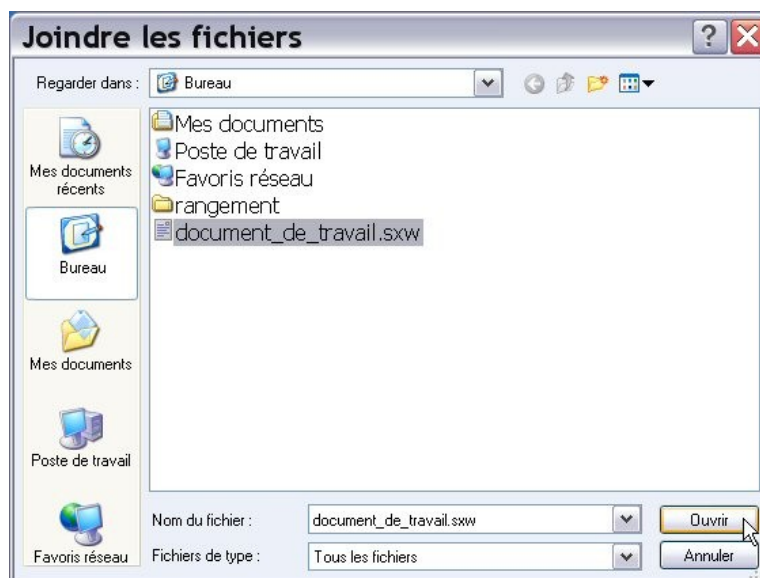 Joindre les fichiers
Regarder dans :
Bureau
Mes documents
récents
Bureau
Mes documents
Poste de travail
Favoris réseau
Mes documents
Poste de travail
Favoris réseau
rangement
document_de_travail.sxw
Nom du fichier :
document_de_travail.sxw
Ouvrir
Fichiers de type :
Tous les fichiers
Annuler